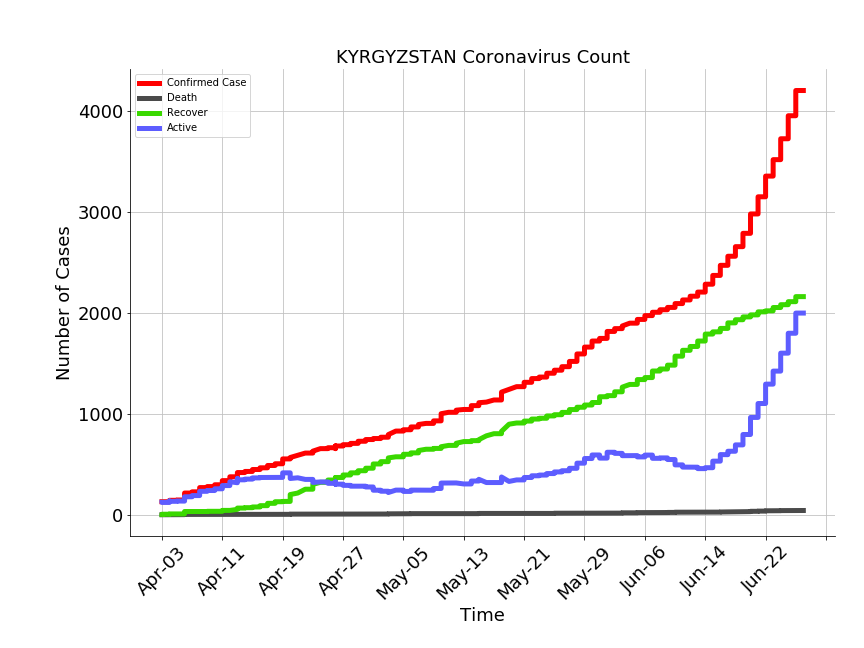 KYRGYZSTAN Coronavirus Count
Confirmed Case
Death
Recover
Active
Number of Cases
4000
3000
2000
1000
0
Apr-03
Apr-11
Apr-19
Apr-27
May-05
May-13
May-21
May-29
Jun-06
Jun-14
Jun-22
Time